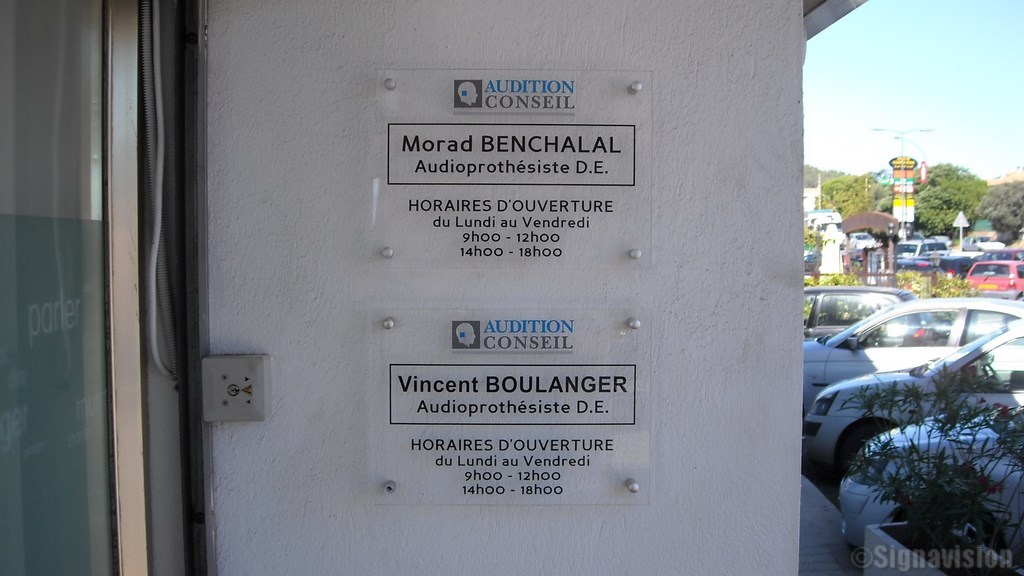 AUDITION
CONSEIL
Morad BENCHALAL
Audioprothésiste D.E.
HORAIRES D'OUVERTURE
du Lundi au Vendredi
9h00 - 12h00
14h00 - 18h00
AUDITION
CONSEIL
Vincent BOULANGER
Audioprothésiste D.E.
HORAIRES D'OUVERTURE
du Lundi au Vendredi
9h00 - 12h00
14h00 - 18h00
parler
©Signavision